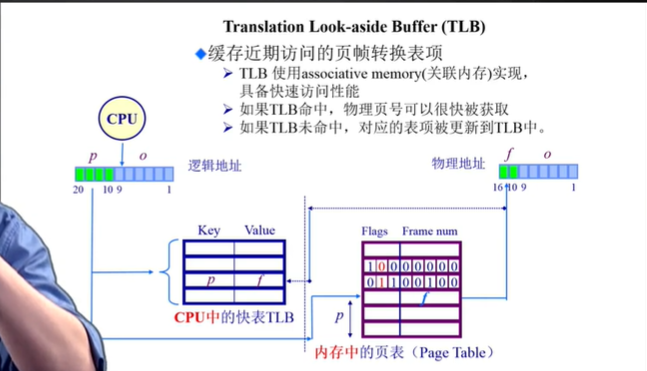 Translation Look-aside Buffer (TLB)
◆缓存近期访问的页帧转换表项
➢ TLB 使用associative memory(关联内存)实现，
具备快速访问性能
➢ 如果TLB命中，物理页号可以很快被获取
➢ 如果TLB未命中，对应的表项被更新到TLB中。
CPU
p o
逻辑地址
20 10 9 1
物理地址
f o
16 10 9 1
Key Value
p f
CPU中的快表TLB
Flags Frame num
1 0 0 0 0 0 0 0
0 1 1 0 0 1 0 0
f
p
内存中的页表（Page Table）